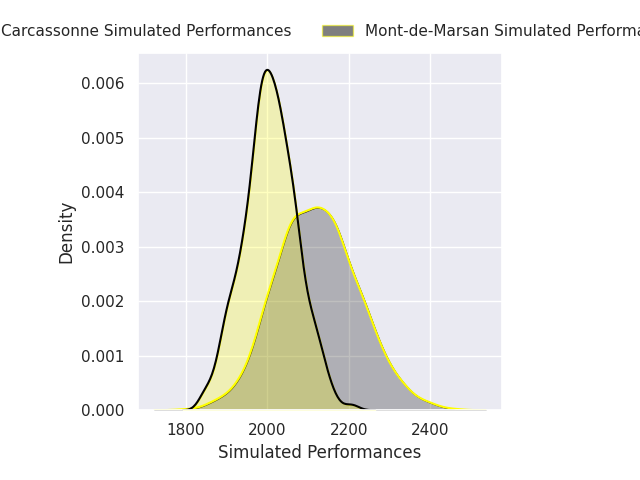 Carcassonne Simulated Performances Mont-de-Marsan Simulated
0.006
0.005
0.004
0.003
0.002
0.001
0.000
Density
1800 2000 2200 2400
Simulated Performances